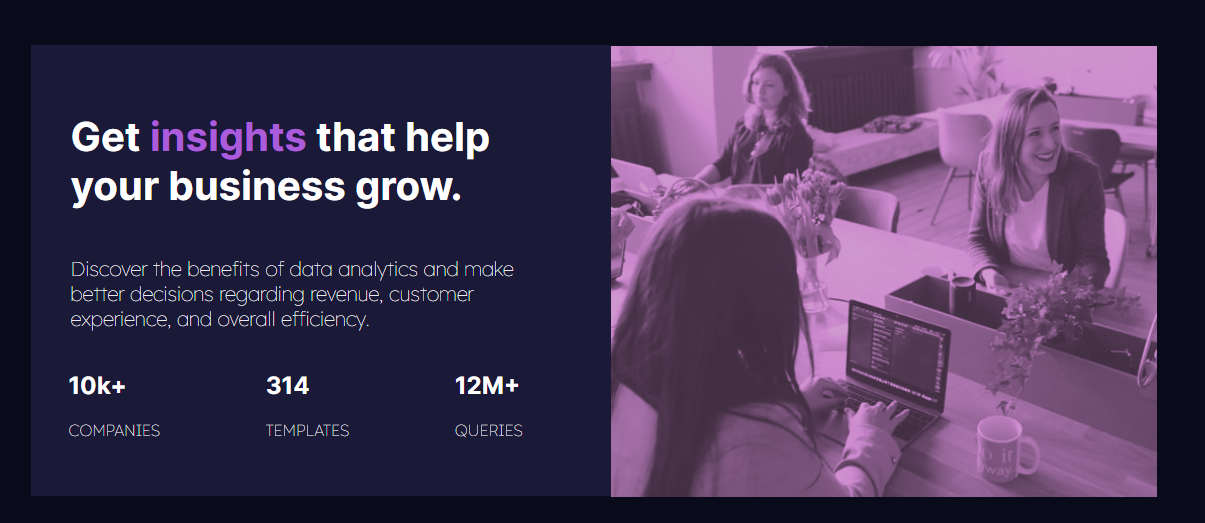 Get insights that help
your business grow.
Discover the benefits of data analytics and make
better decisions regarding revenue, customer
experience, and overall efficiency.
10k+
314
12M+
COMPANIES
TEMPLATES
QUERIES